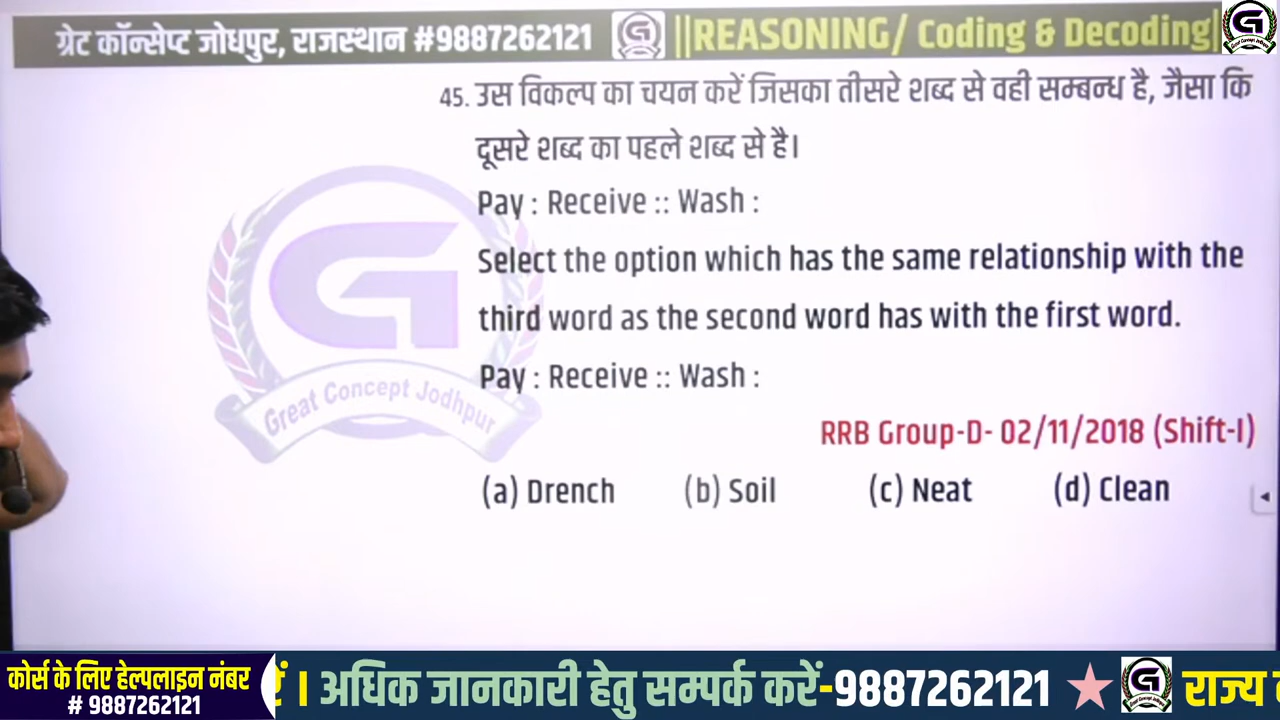 ग्रेट कॉन्सेप्ट जोधपुर, राजस्थान #9887262121 ||REASONING/ Coding & Decoding|
45. उस विकल्प का चयन करें जिसका तीसरे शब्द से वही सम्बन्ध है, जैसा कि
दूसरे शब्द का पहले शब्द से है।
Pay : Receive :: Wash :
Select the option which has the same relationship with the
third word as the second word has with the first word.
Pay : Receive :: Wash :
Great Concept Jodhpur
RRB Group-D- 02/11/2018 (Shift-I)
(a) Drench (b) Soil (c) Neat (d) Clean
कोर्स के लिए हेल्पलाइन नंबर
# 9887262121
। अधिक जानकारी हेतु सम्पर्क करें-9887262121 ★ राज्य